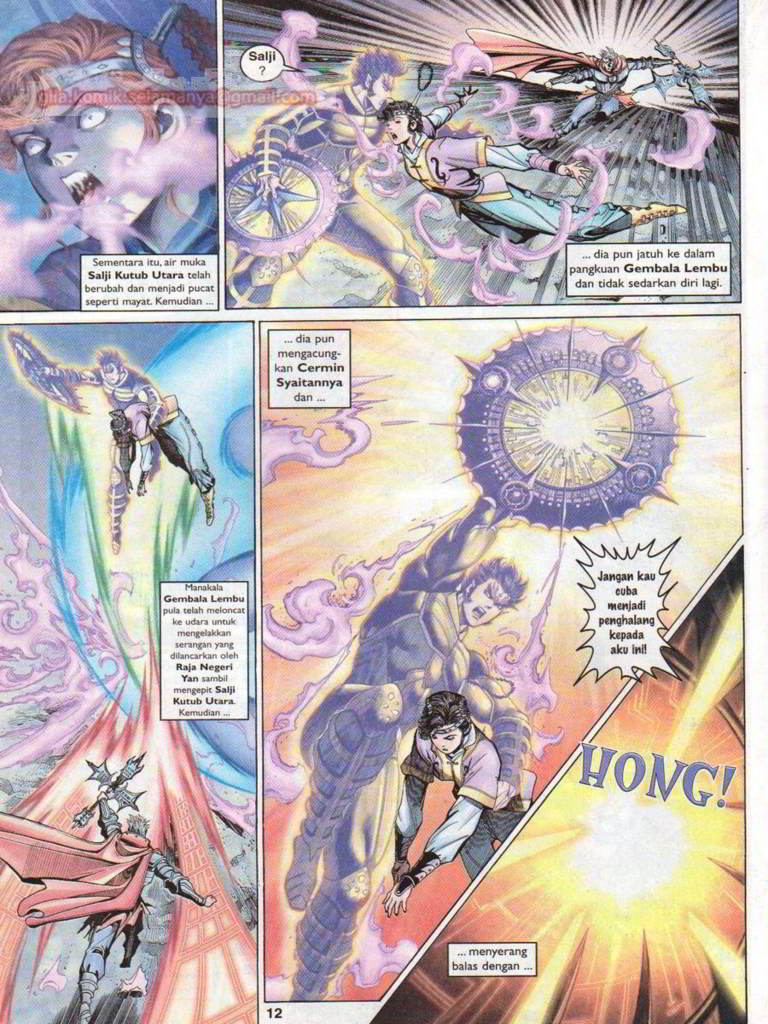 gila.komik.selamanya@gmail.com
Sementara itu, air muka
Salji Kutub Utara telah
berubah dan menjadi pucat
seperti mayat. Kemudian ...
Salji
?
... dia pun jatuh ke dalam
pangkuan Gembala Lembu
dan tidak sedarkan diri lagi.
Manakala
Gembala Lembu
pula telah meloncat
ke udara untuk
mengelakkan
serangan yang
dilancarkan oleh
Raja Negeri
Yan sambil
mengepit Salji
Kutub Utara.
Kemudian ...
... dia pun
mengacung-
kan Cermin
Syaitannya
dan ...
Jangan kau
cuba
menjadi
penghalang
kepada
aku ini!
HONG!
... menyerang
balas dengan ...
12